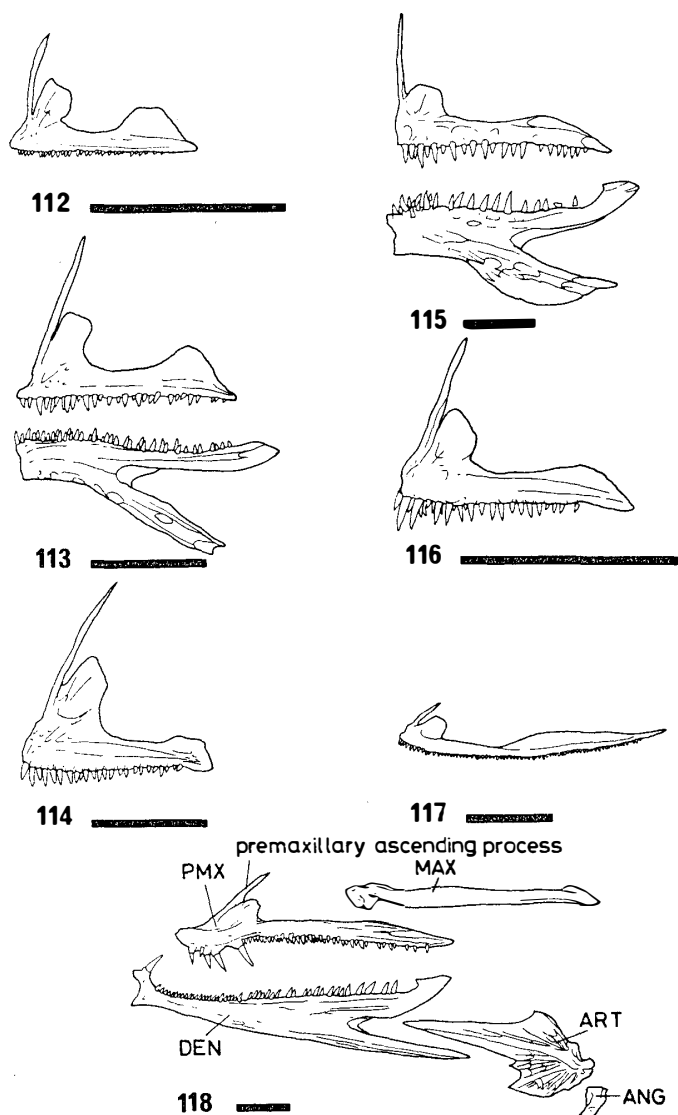 112
115
113
116
114
117
premaxillary ascending process
PMX
MAX
DEN
ART
ANG
118